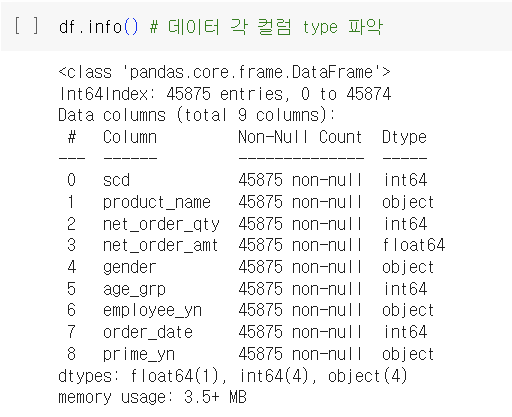 [ ] df.info() # 데이터 각 컬럼 type 파악
<class 'pandas.core.frame.DataFrame'>
Int64Index: 45875 entries, 0 to 45874
Data columns (total 9 columns):
 #   Column         Non-Null Count  Dtype
---  ------         --------------  -----
 0   scd            45875 non-null  int64
 1   product_name   45875 non-null  object
 2   net_order_qty  45875 non-null  int64
 3   net_order_amt  45875 non-null  float64
 4   gender         45875 non-null  object
 5   age_grp        45875 non-null  int64
 6   employee_yn    45875 non-null  object
 7   order_date     45875 non-null  int64
 8   prime_yn       45875 non-null  object
dtypes: float64(1), int64(4), object(4)
memory usage: 3.5+ MB